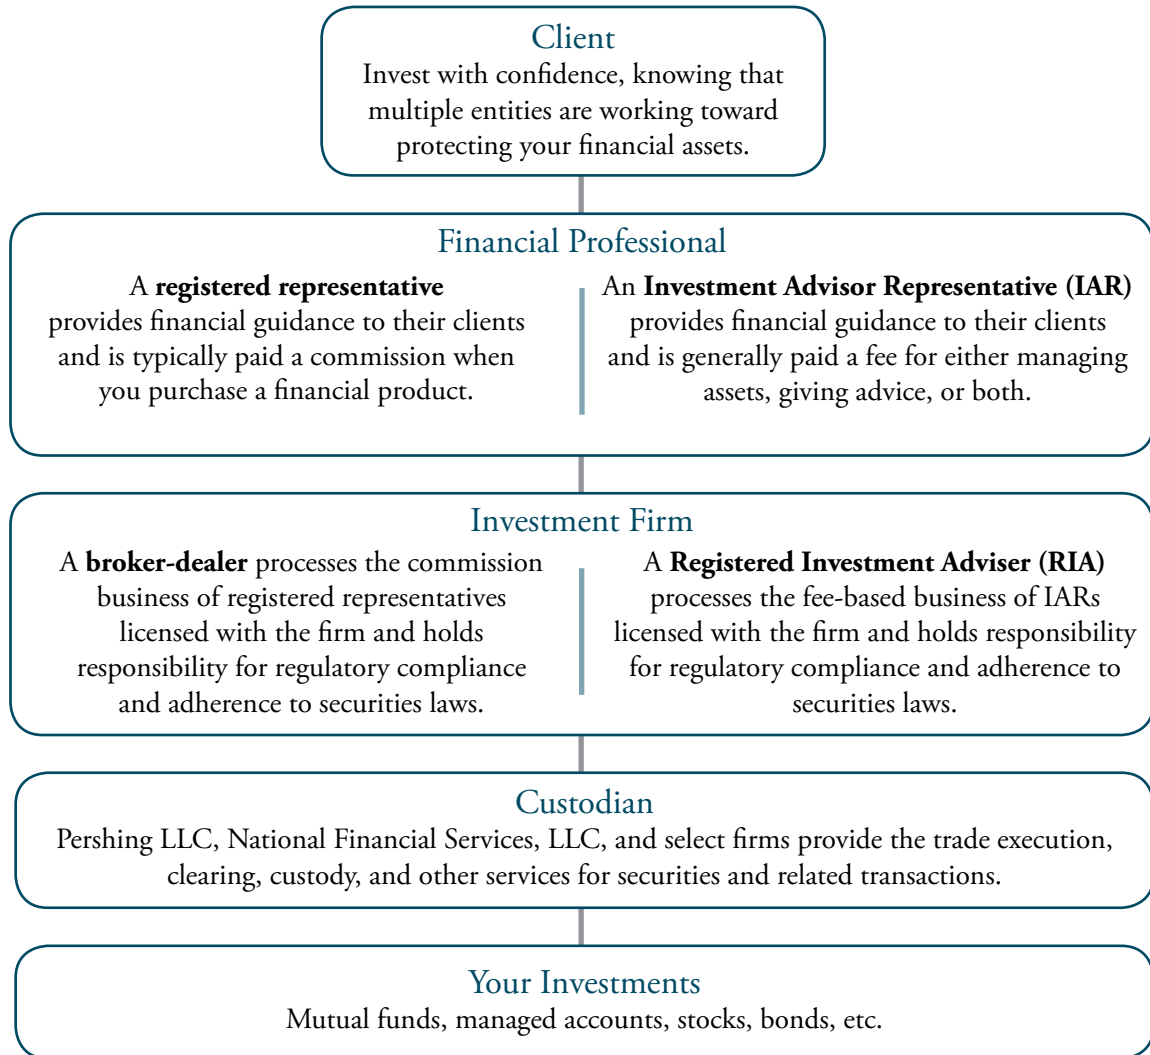 Client
Invest with confidence, knowing that
multiple entities are working toward
protecting your financial assets.
Financial Professional
A registered representative
provides financial guidance to their clients
and is typically paid a commission when
you purchase a financial product.
An Investment Advisor Representative (IAR)
provides financial guidance to their clients
and is generally paid a fee for either managing
assets, giving advice, or both.
Investment Firm
A broker-dealer processes the commission
business of registered representatives
licensed with the firm and holds
responsibility for regulatory compliance
and adherence to securities laws.
A Registered Investment Adviser (RIA)
processes the fee-based business of IARs
licensed with the firm and holds responsibility
for regulatory compliance and adherence to
securities laws.
Custodian
Pershing LLC, National Financial Services, LLC, and select firms provide the trade execution,
clearing, custody, and other services for securities and related transactions.
Your Investments
Mutual funds, managed accounts, stocks, bonds, etc.